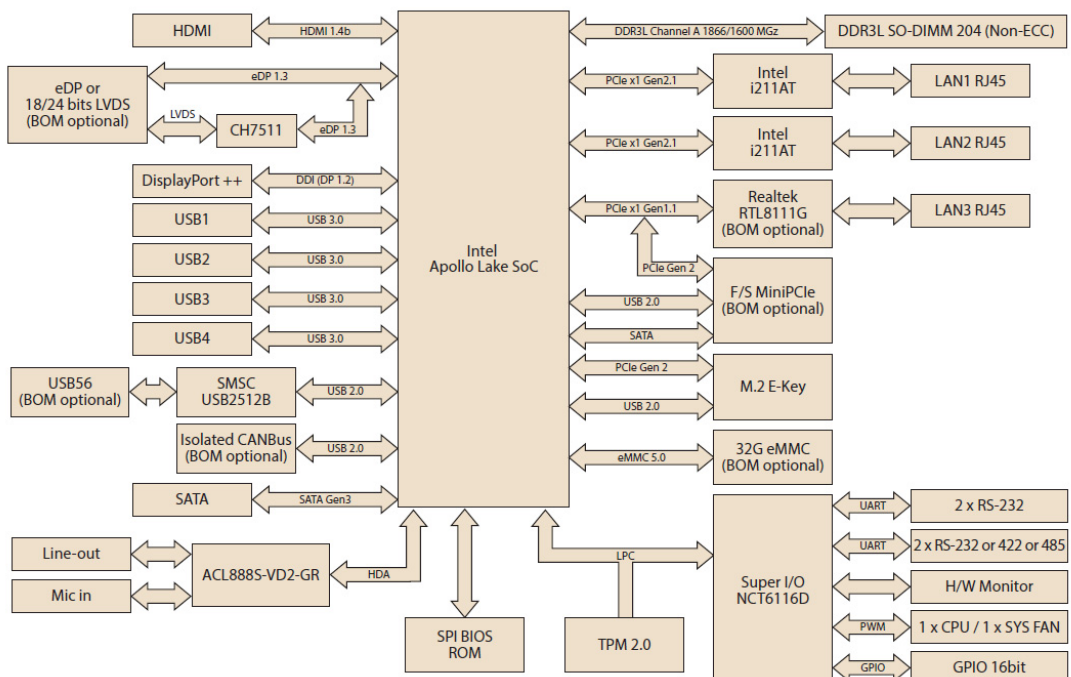 HDMI
HDMI 1.4b
eDP or
18/24 bits LVDS
(BOM optional)
eDP 1.3
LVDS
CH7511
eDP 1.3
DisplayPort ++
DDI (DP 1.2)
USB1
USB 3.0
USB2
USB 3.0
USB3
USB 3.0
USB4
USB 3.0
USB56
(BOM optional)
SMSC
USB2512B
USB 2.0
Isolated CANBus
(BOM optional)
USB 2.0
SATA
SATA Gen3
Line-out
Mic in
ACL888S-VD2-GR
HDA
Intel
Apollo Lake SoC
SPI BIOS
ROM
TPM 2.0
LPC
DDR3L Channel A 1866/1600 MGz
DDR3L SO-DIMM 204 (Non-ECC)
PCIe x1 Gen2.1
Intel
i211AT
LAN1 RJ45
PCIe x1 Gen2.1
Intel
i211AT
LAN2 RJ45
PCIe x1 Gen1.1
Realtek
RTL8111G
(BOM optional)
LAN3 RJ45
PCIe Gen 2
USB 2.0
SATA
F/S MiniPCIe
(BOM optional)
PCIe Gen 2
USB 2.0
M.2 E-Key
eMMC 5.0
32G eMMC
(BOM optional)
Super I/O
NCT6116D
UART
2 x RS-232
UART
2 x RS-232 or 422 or 485
H/W Monitor
PWM
1 x CPU / 1 x SYS FAN
GPIO
GPIO 16bit